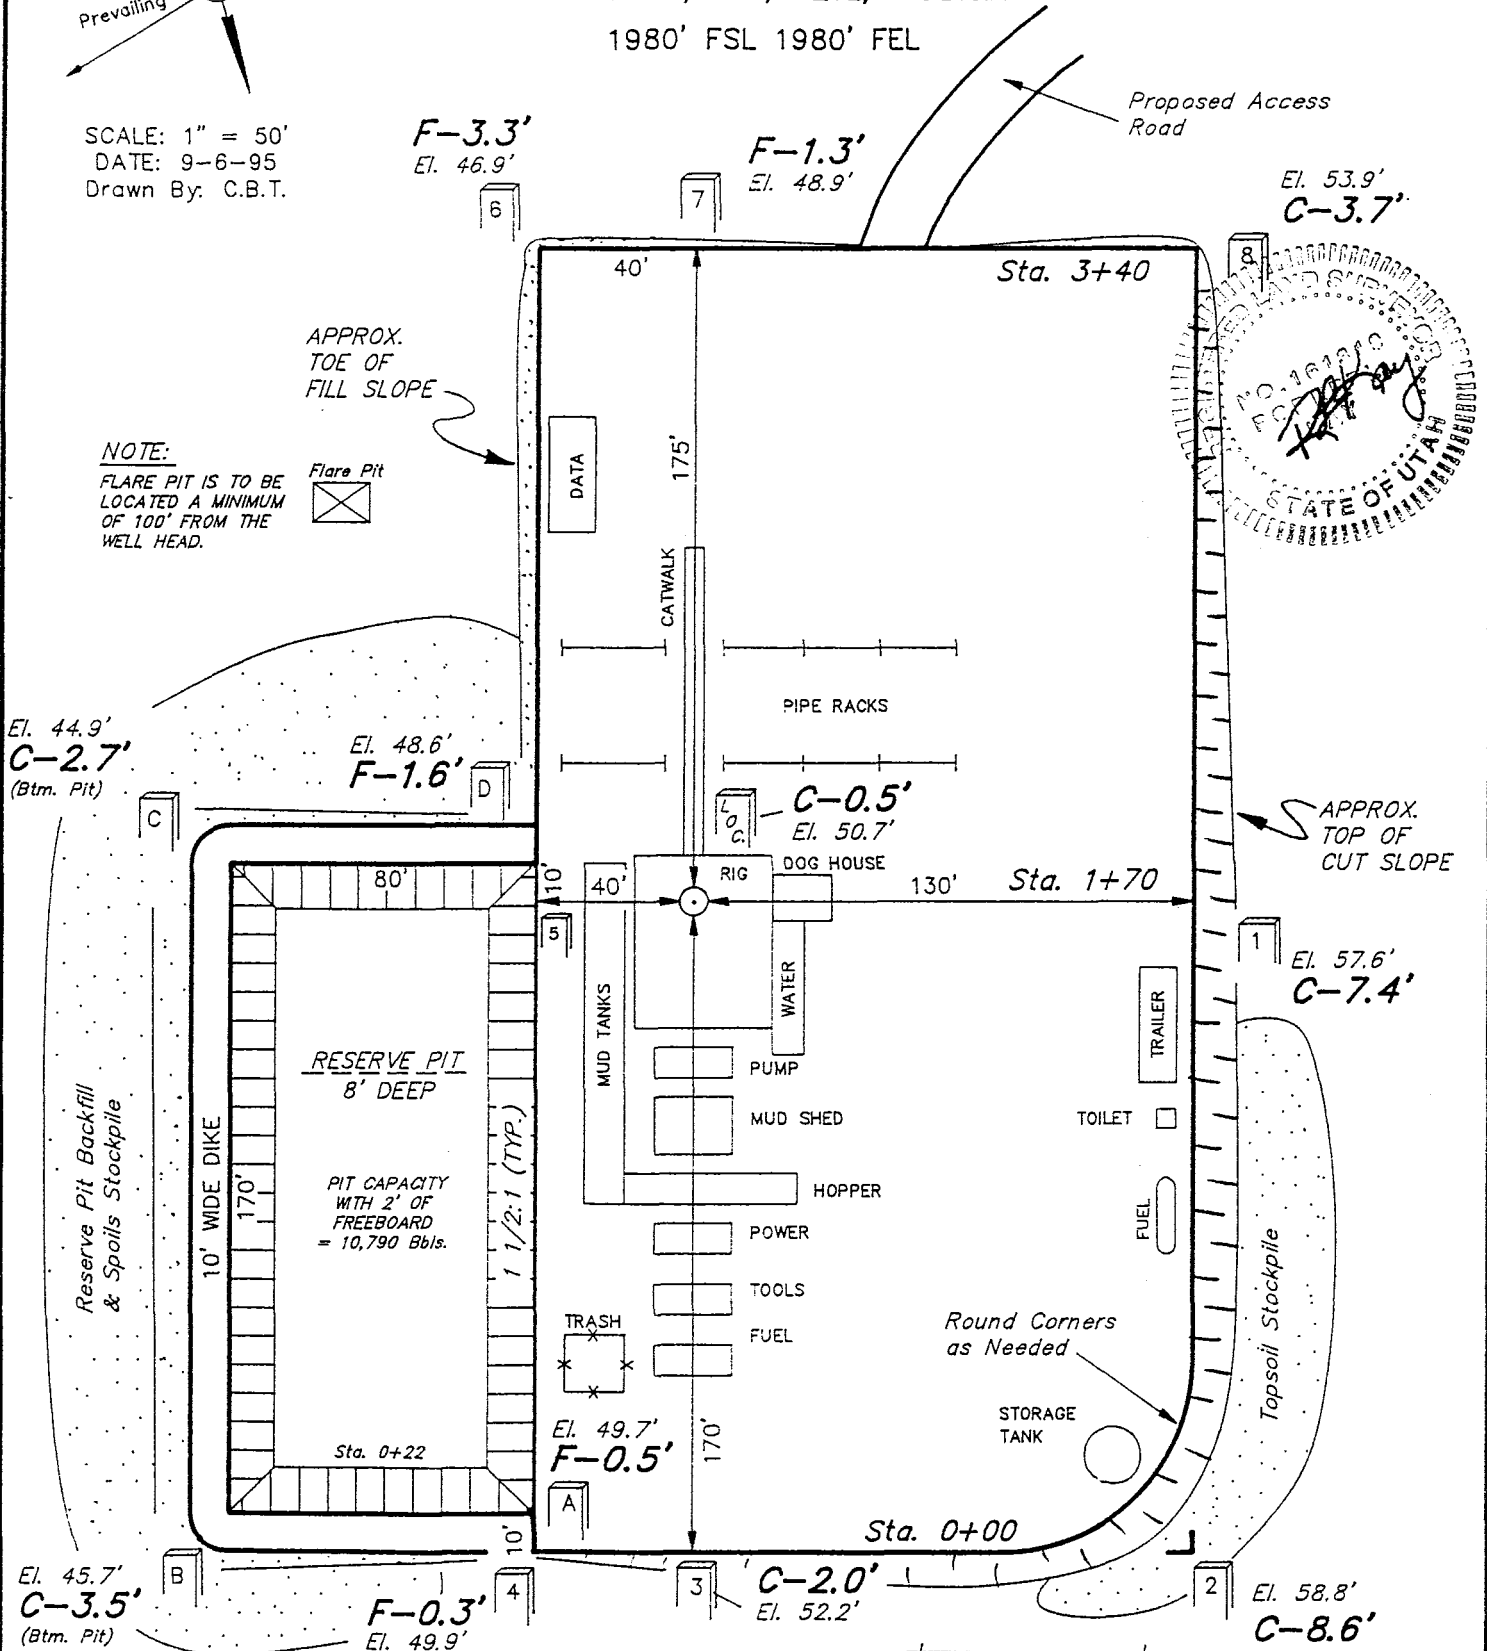 Prevailing
1980' FSL 1980' FEL
SCALE: 1" = 50'
DATE: 9-6-95
Drawn By: C.B.T.
F-3.3'
El. 46.9'
F-1.3'
El. 48.9'
Proposed Access
Road
El. 53.9'
C-3.7'
6
7
8
40'
Sta. 3+40
LAND SURVEYOR
STATE OF UTAH
APPROX.
TOE OF
FILL SLOPE
NOTE:
FLARE PIT IS TO BE
LOCATED A MINIMUM
OF 100' FROM THE
WELL HEAD.
Flare Pit
DATA
175'
CATWALK
PIPE RACKS
El. 44.9'
C-2.7'
(Btm. Pit)
El. 48.6'
F-1.6'
C
D
LOC.
C-0.5'
El. 50.7'
APPROX.
TOP OF
CUT SLOPE
80'
10'
40'
RIG
DOG HOUSE
130'
Sta. 1+70
5
1
El. 57.6'
C-7.4'
MUD TANKS
WATER
TRAILER
RESERVE PIT
8' DEEP
PUMP
MUD SHED
TOILET
Reserve Pit Backfill
& Spoils Stockpile
10' WIDE DIKE
170'
PIT CAPACITY
WITH 2' OF
FREEBOARD
= 10,790 Bbls.
1 1/2:1 (TYP.)
HOPPER
POWER
FUEL
TOOLS
TRASH
FUEL
Round Corners
as Needed
Topsoil Stockpile
STORAGE
TANK
El. 49.7'
F-0.5'
170'
Sta. 0+22
A
10'
Sta. 0+00
B
4
3
2
El. 45.7'
C-3.5'
(Btm. Pit)
F-0.3'
El. 49.9'
C-2.0'
El. 52.2'
El. 58.8'
C-8.6'